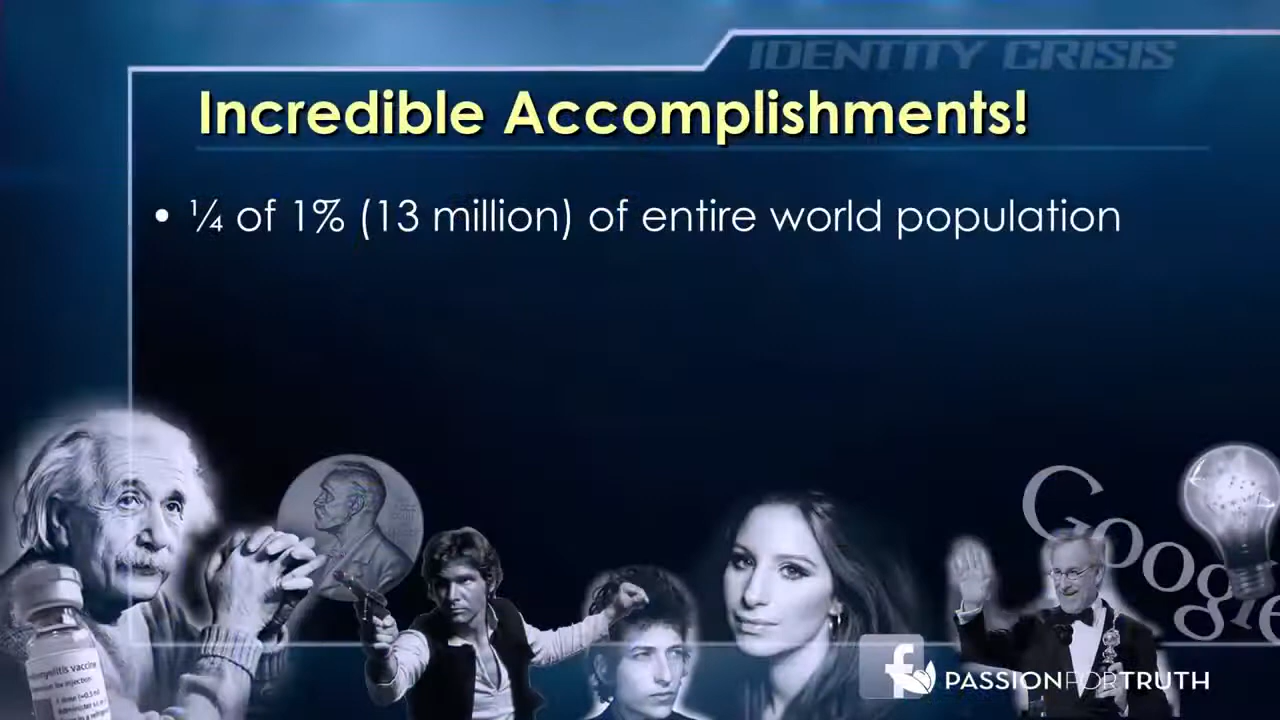 IDENTITY CRISIS
Incredible Accomplishments!
• ¼ of 1% (13 million) of entire world population
Google
PASSIONFORTRUTH